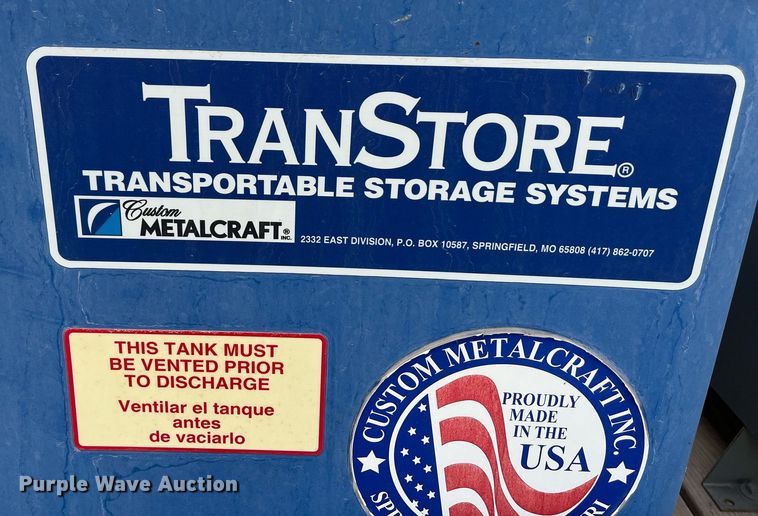 TRANSTORE®
TRANSPORTABLE STORAGE SYSTEMS
Custom
METALCRAFT® INC.
2332 EAST DIVISION, P.O. BOX 10587, SPRINGFIELD, MO 65808 (417) 862-0707
THIS TANK MUST
BE VENTED PRIOR
TO DISCHARGE
Ventilar el tanque
antes
de vaciarlo
CUSTOM METALCRAFT INC.
PROUDLY
MADE
IN THE
USA
Purple Wave Auction